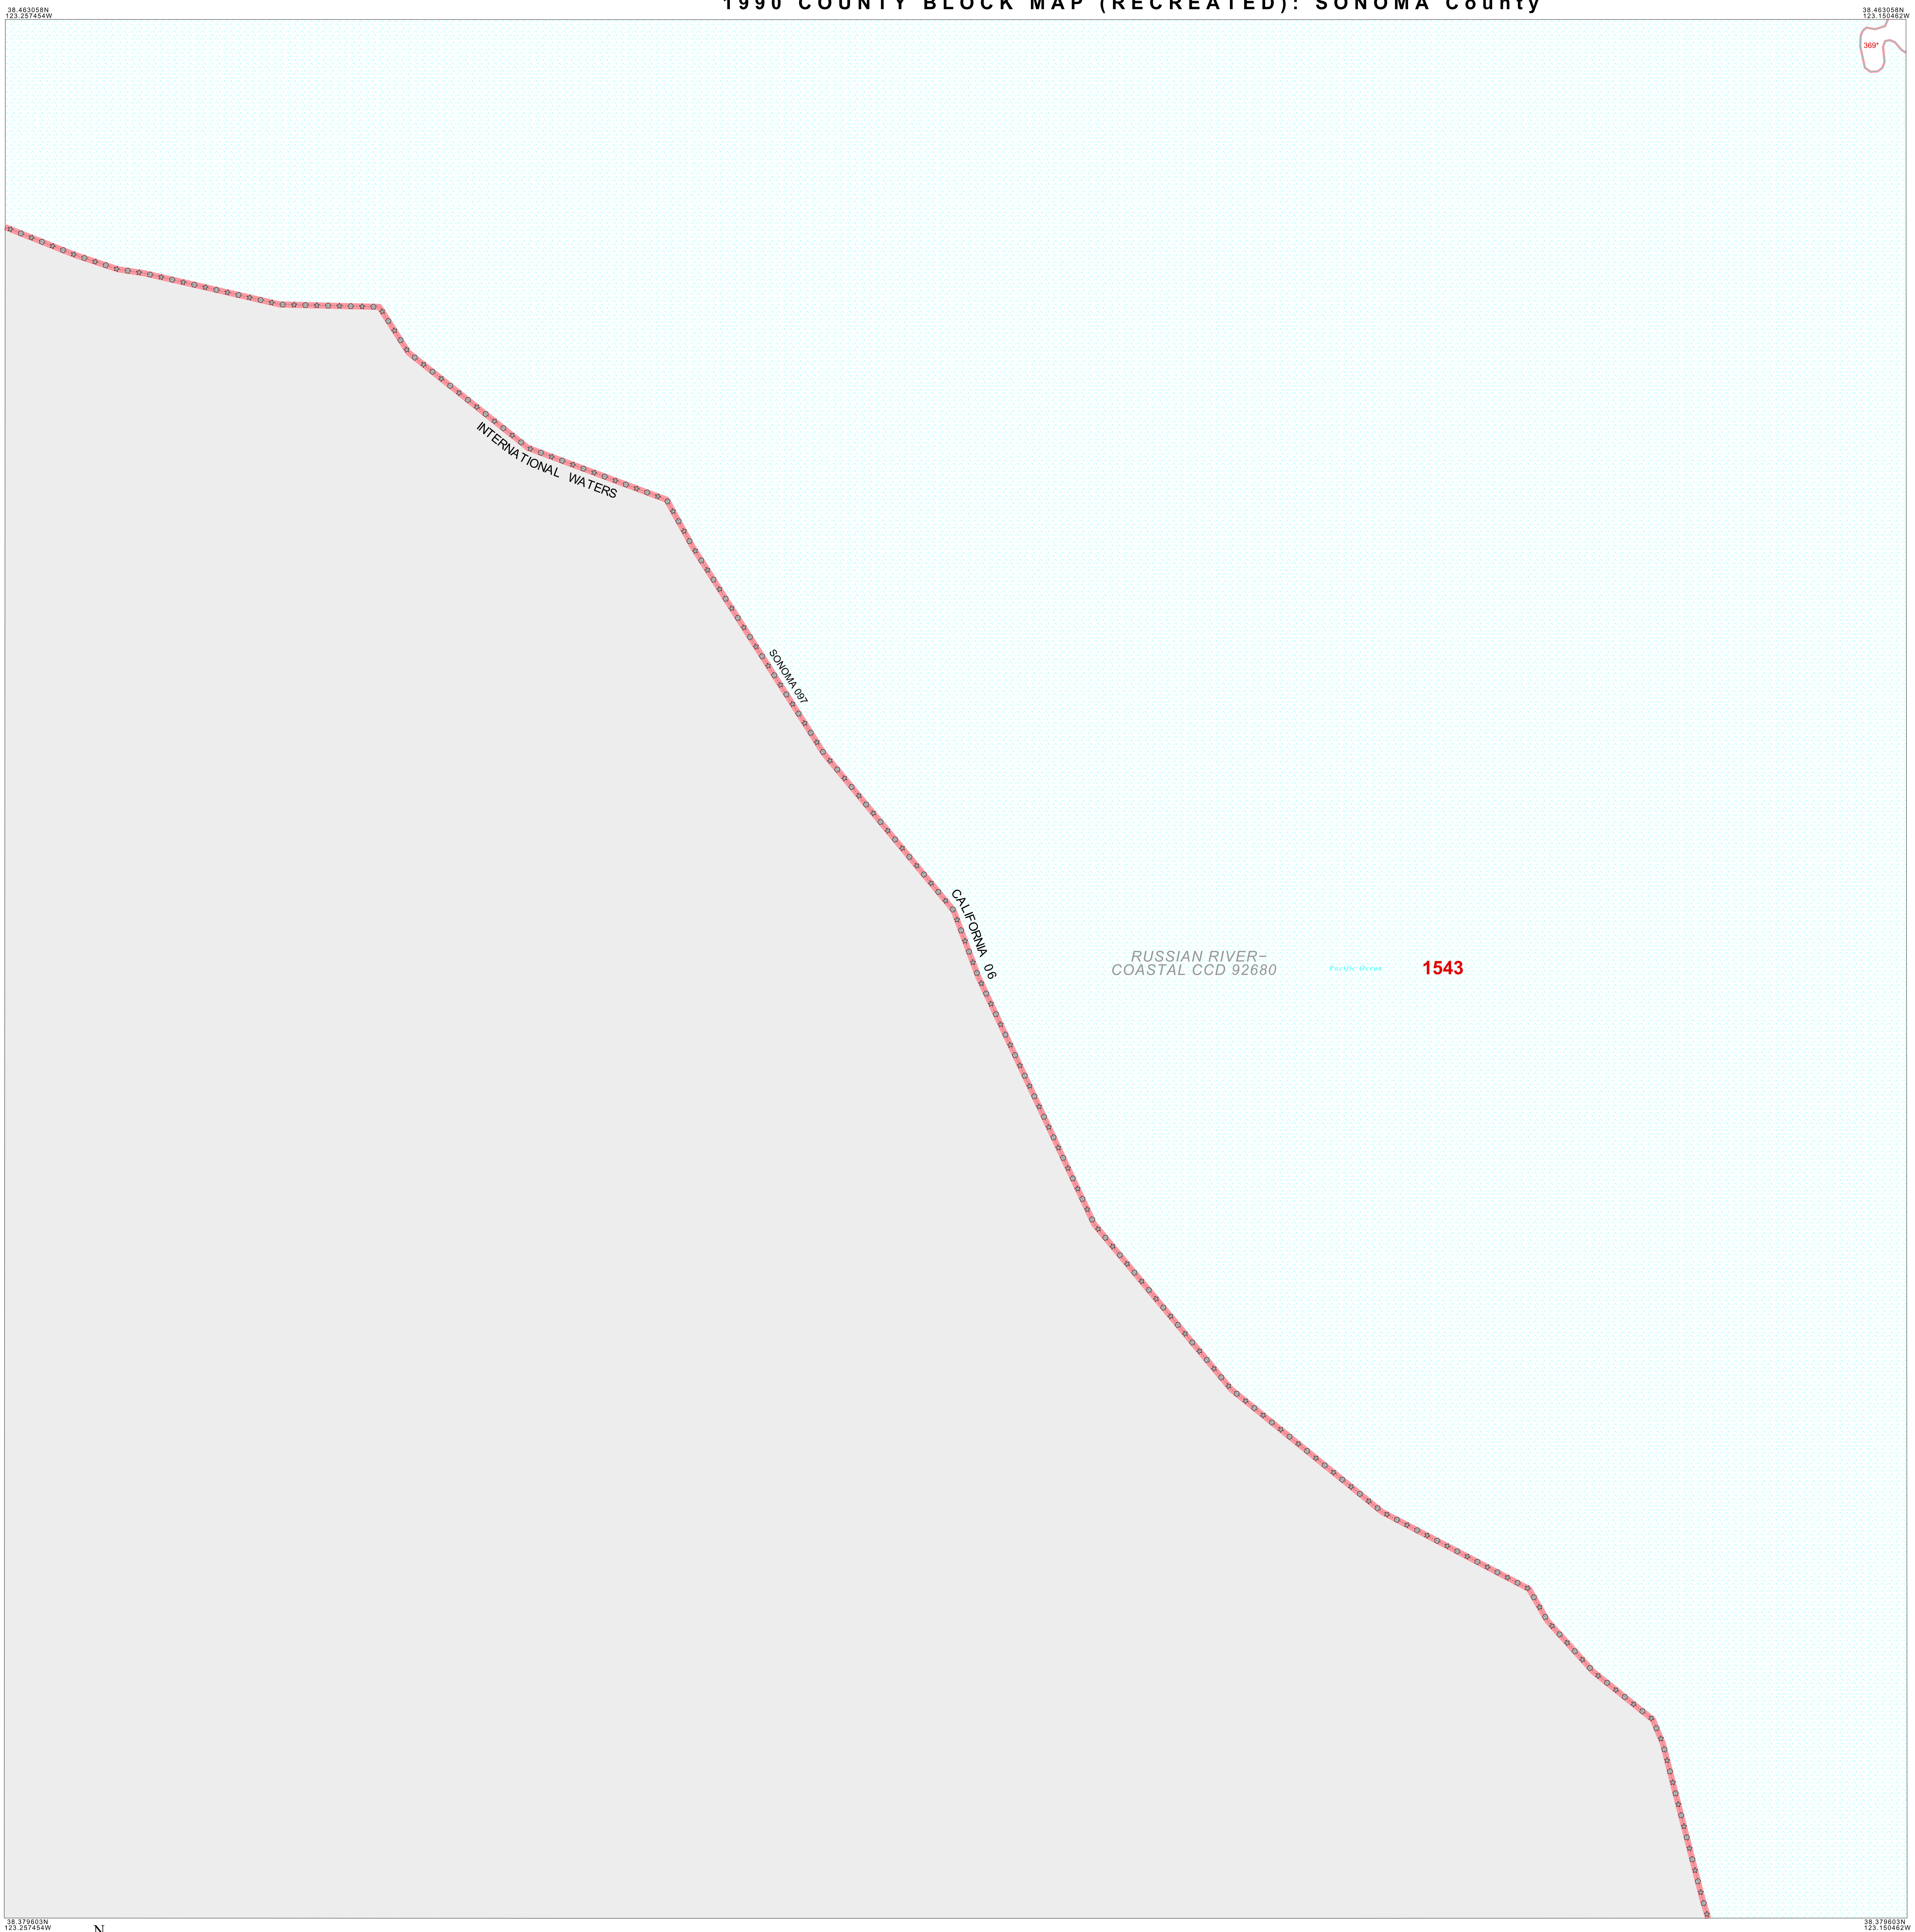 1990 COUNTY BLOCK MAP (RECREATED): SONOMA County
38.463058N
123.257454W
38.463058N
123.150462W
369*
INTERNATIONAL WATERS
SONOMA 097
CALIFORNIA 06
RUSSIAN RIVER-
COASTAL CCD 92680
Pacific Ocean
1543
38.379603N
123.257454W
N
38.379603N
123.150462W